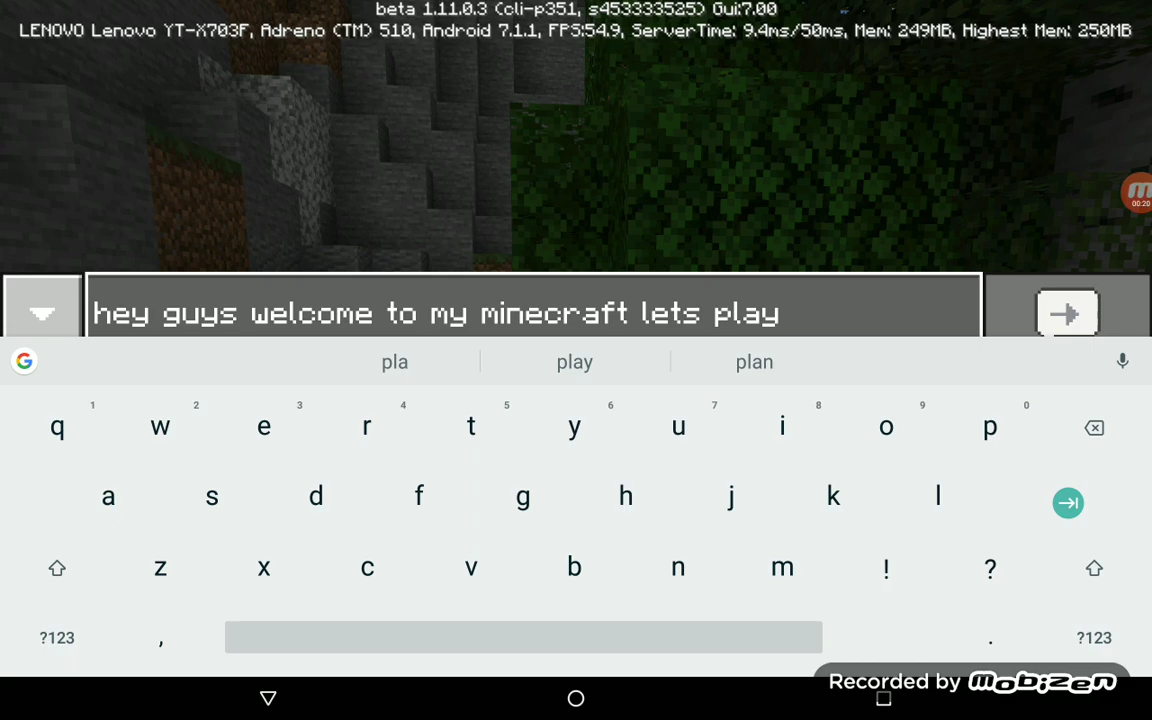 beta 1.11.0.3 (cli-p351, s453333525) Gui:7.00
LENOVO Lenovo YT-X703F, Adreno (TM) 510, Android 7.1.1, FPS:54.9, ServerTime: 9.4ms/50ms, Mem: 249MB, Highest Mem: 250MB
00:20
hey guys welcome to my minecraft lets play
G pla play plan
1 2 3 4 5 6 7 8 9 0
q w e r t y u i o p
a s d f g h j k l
z x c v b n m ! ?
?123 , . ?123
Recorded by mobizen